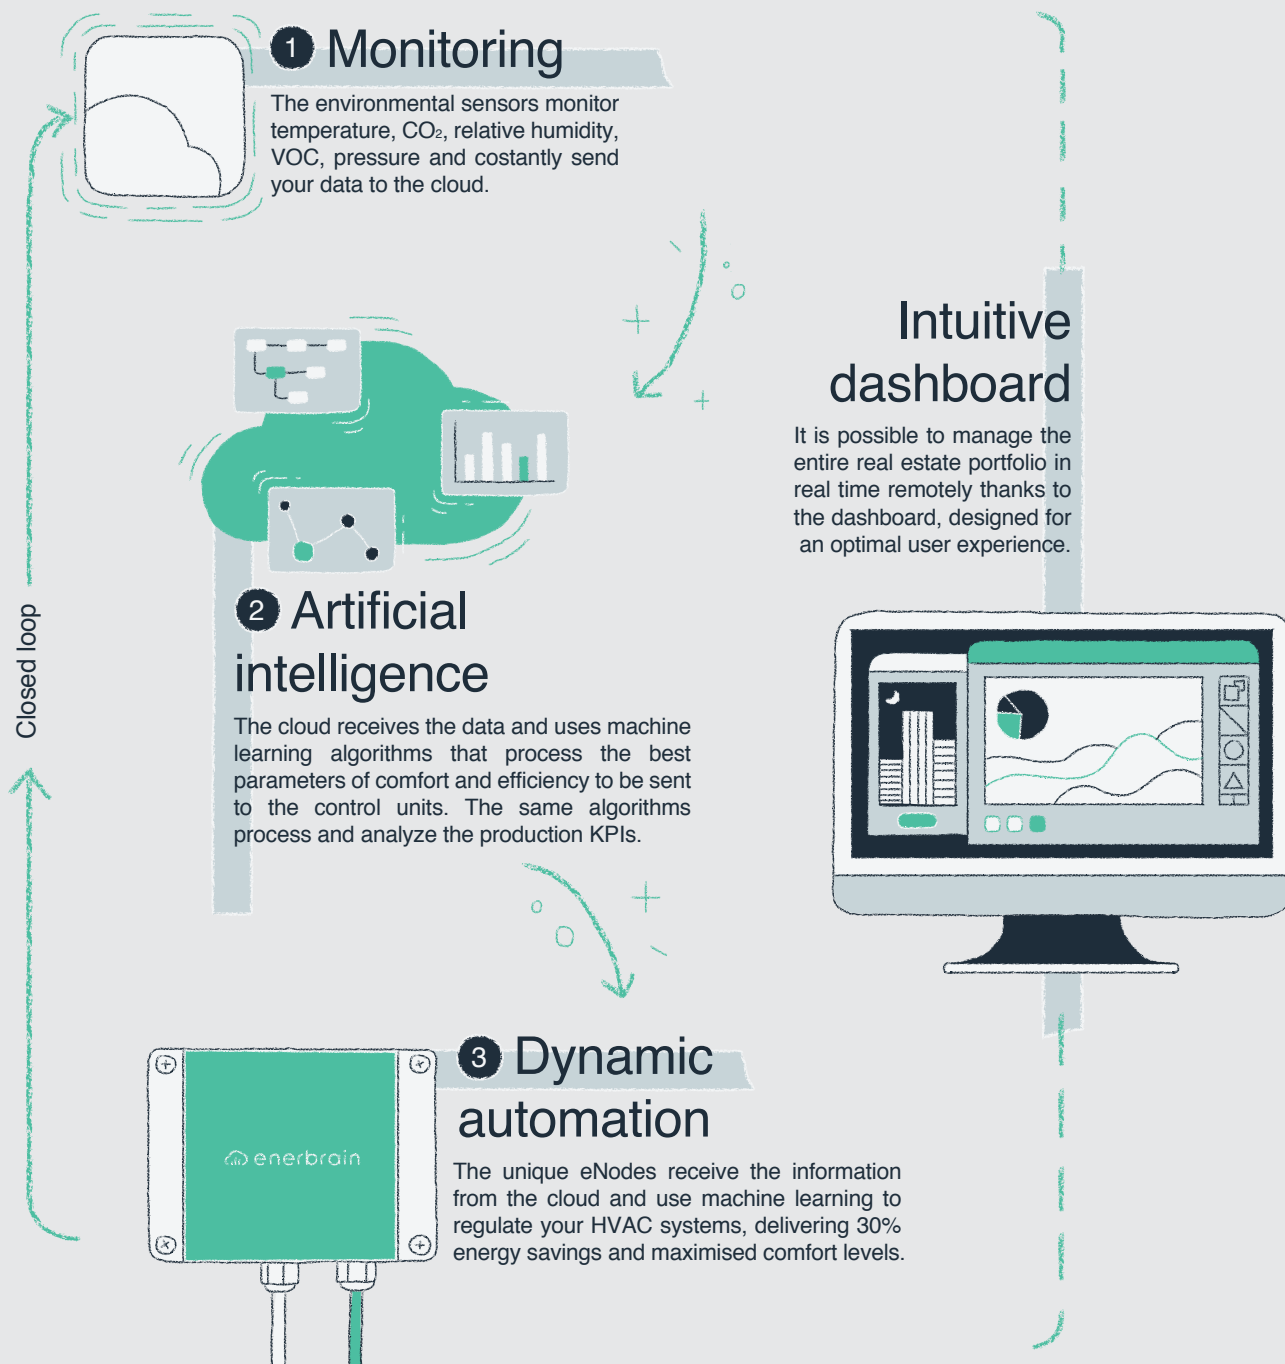 1 Monitoring
The environmental sensors monitor
temperature, CO₂, relative humidity,
VOC, pressure and costantly send
your data to the cloud.
Intuitive
dashboard
It is possible to manage the
entire real estate portfolio in
real time remotely thanks to
the dashboard, designed for
an optimal user experience.
Closed loop
2 Artificial
intelligence
The cloud receives the data and uses machine
learning algorithms that process the best
parameters of comfort and efficiency to be sent
to the control units. The same algorithms
process and analyze the production KPIs.
3 Dynamic
automation
enerbrain
The unique eNodes receive the information
from the cloud and use machine learning to
regulate your HVAC systems, delivering 30%
energy savings and maximised comfort levels.